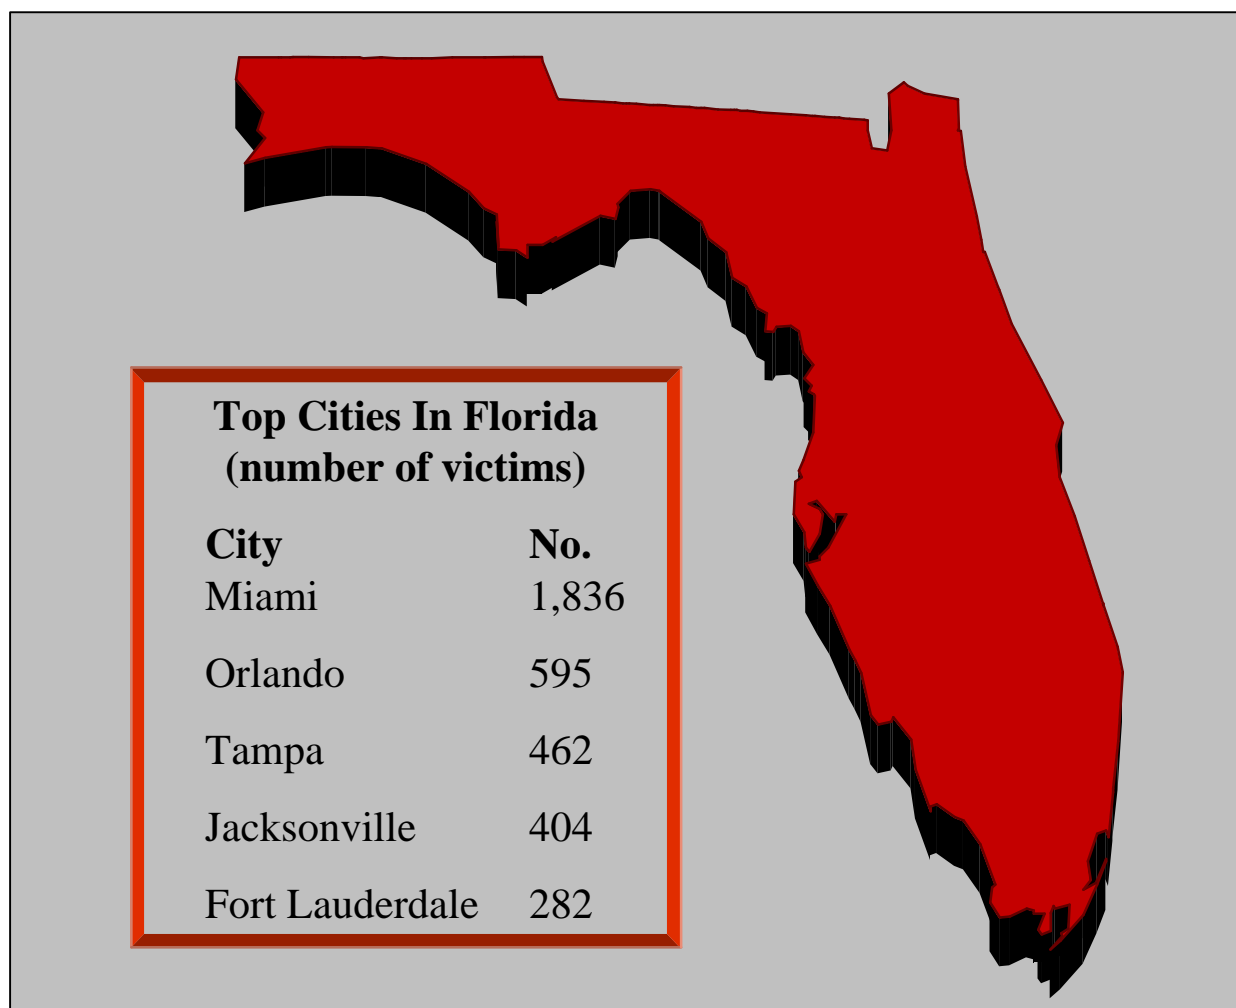 Top Cities In Florida
(number of victims)
City No.
Miami 1,836
Orlando 595
Tampa 462
Jacksonville 404
Fort Lauderdale 282